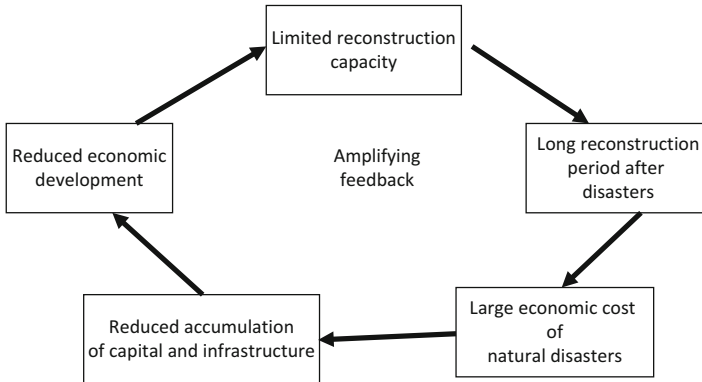 Limited reconstruction
capacity
Long reconstruction
period after
disasters
Large economic cost
of
natural disasters
Reduced accumulation
of capital and infrastructure
Reduced economic
development
Amplifying
feedback